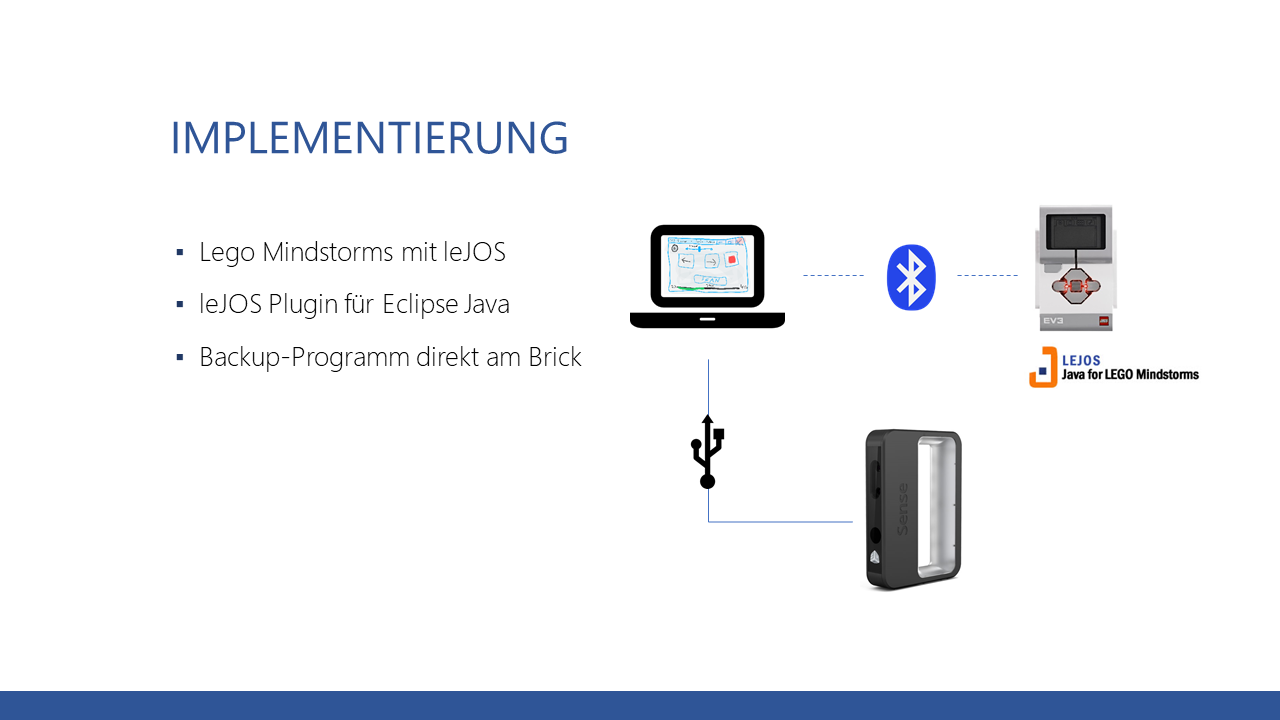 IMPLEMENTIERUNG
Lego Mindstorms mit leJOS
leJOS Plugin für Eclipse Java
Backup-Programm direkt am Brick
SCAN
EV3
LEJOS
Java for LEGO Mindstorms
Sense